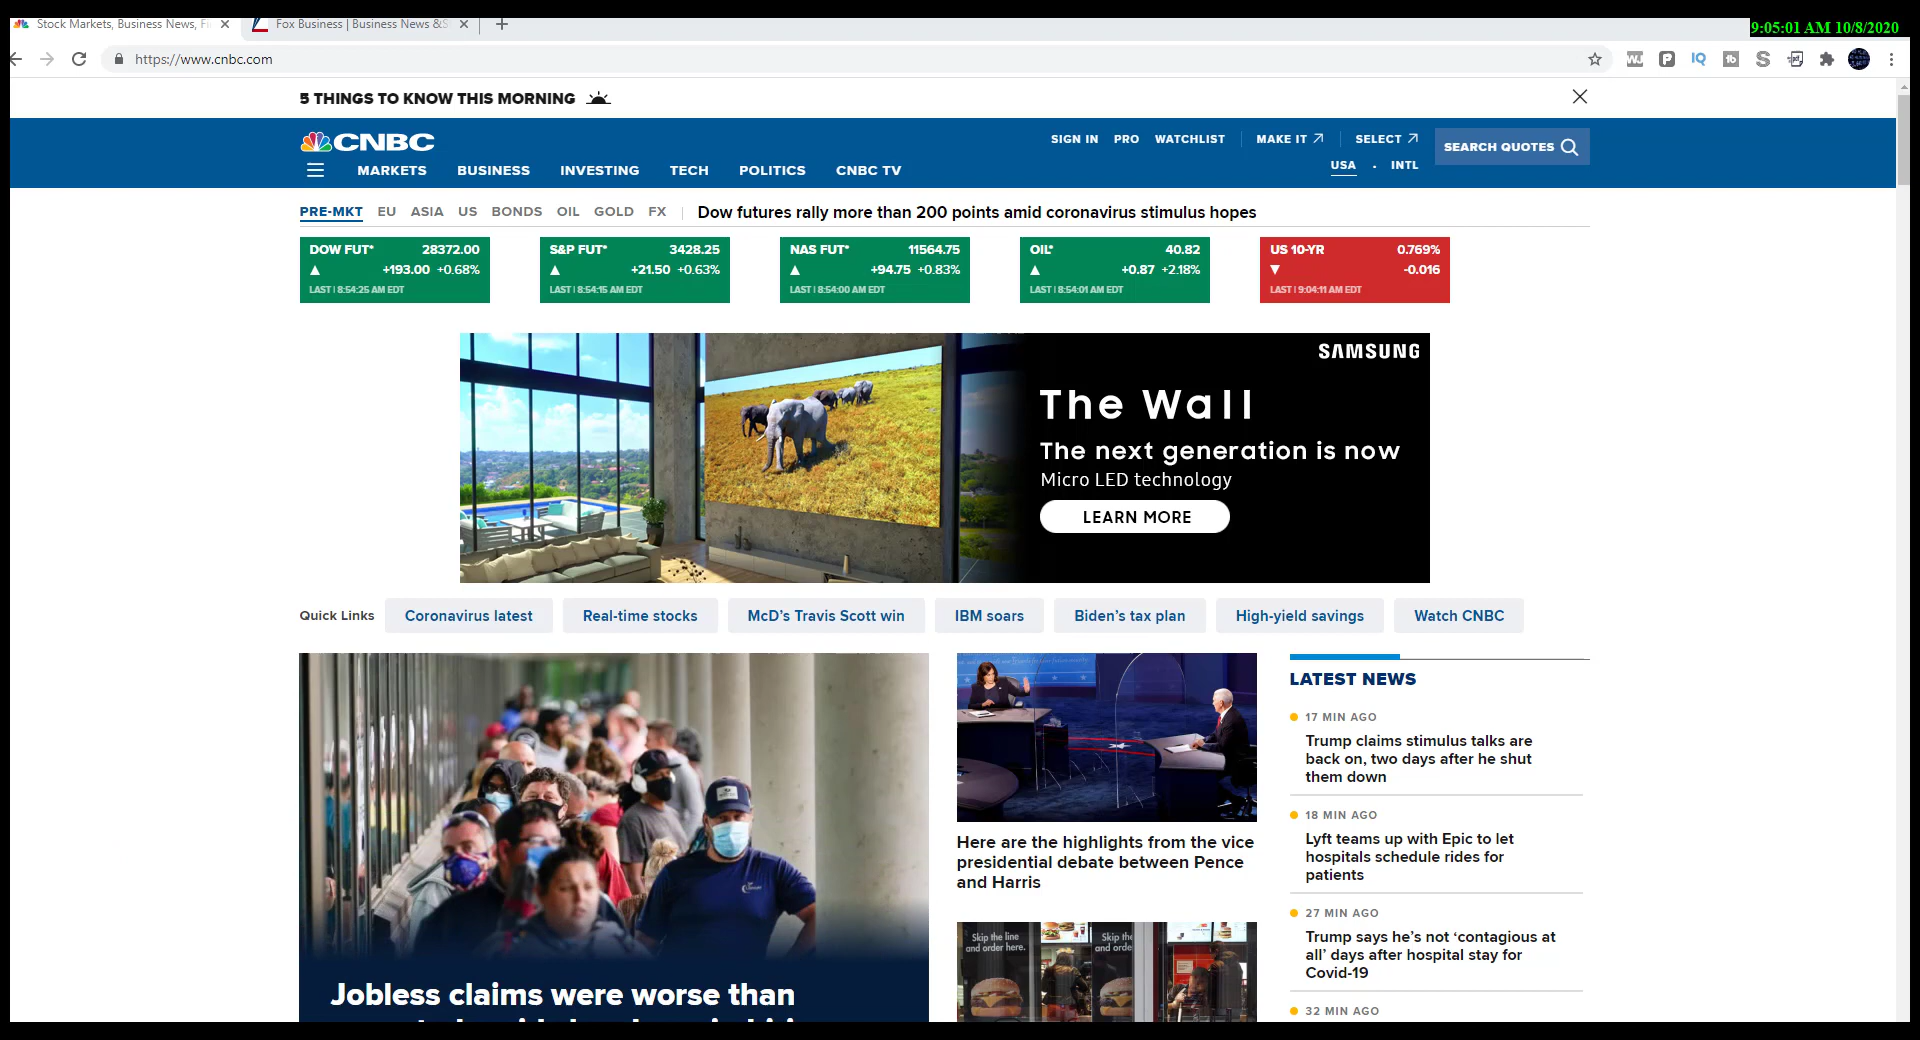 Stock Markets, Business News, Fi
Fox Business | Business News &S
9:05:01 AM 10/8/2020
https://www.cnbc.com
5 THINGS TO KNOW THIS MORNING
CNBC
SIGN IN PRO WATCHLIST MAKE IT SELECT
SEARCH QUOTES
USA · INTL
MARKETS BUSINESS INVESTING TECH POLITICS CNBC TV
PRE-MKT EU ASIA US BONDS OIL GOLD FX
Dow futures rally more than 200 points amid coronavirus stimulus hopes
DOW FUT* 28372.00
+193.00 +0.68%
LAST | 8:54:25 AM EDT
S&P FUT* 3428.25
+21.50 +0.63%
LAST | 8:54:15 AM EDT
NAS FUT* 11564.75
+94.75 +0.83%
LAST | 8:54:00 AM EDT
OIL* 40.82
+0.87 +2.18%
LAST | 8:54:01 AM EDT
US 10-YR 0.769%
-0.016
LAST | 9:04:11 AM EDT
SAMSUNG
The Wall
The next generation is now
Micro LED technology
LEARN MORE
Quick Links Coronavirus latest Real-time stocks McD's Travis Scott win IBM soars Biden's tax plan High-yield savings Watch CNBC
Jobless claims were worse than
Here are the highlights from the vice
presidential debate between Pence
and Harris
Skip the line
and order here.
LATEST NEWS
17 MIN AGO
Trump claims stimulus talks are
back on, two days after he shut
them down
18 MIN AGO
Lyft teams up with Epic to let
hospitals schedule rides for
patients
27 MIN AGO
Trump says he's not ‘contagious at
all’ days after hospital stay for
Covid-19
32 MIN AGO